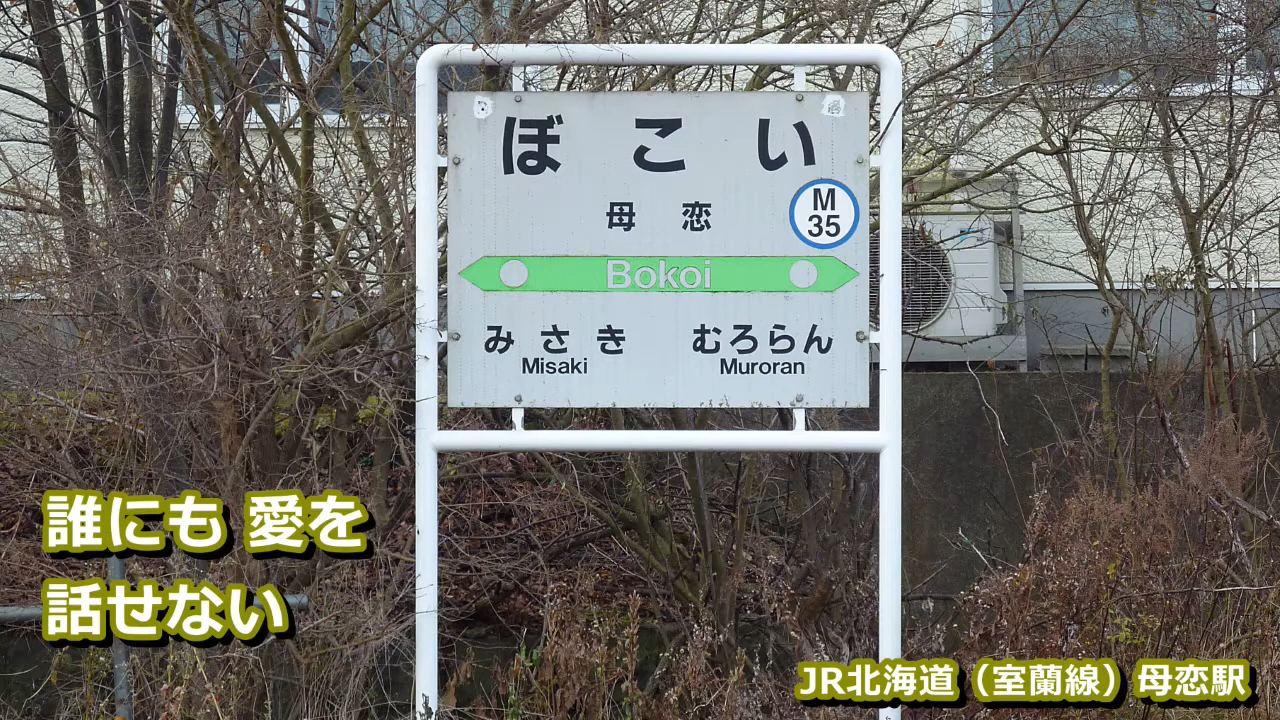 ぼこい
母恋
M
35
Bokoi
みさき むろらん
Misaki Muroran
誰にも 愛を
話せない
JR北海道（室蘭線）母恋駅